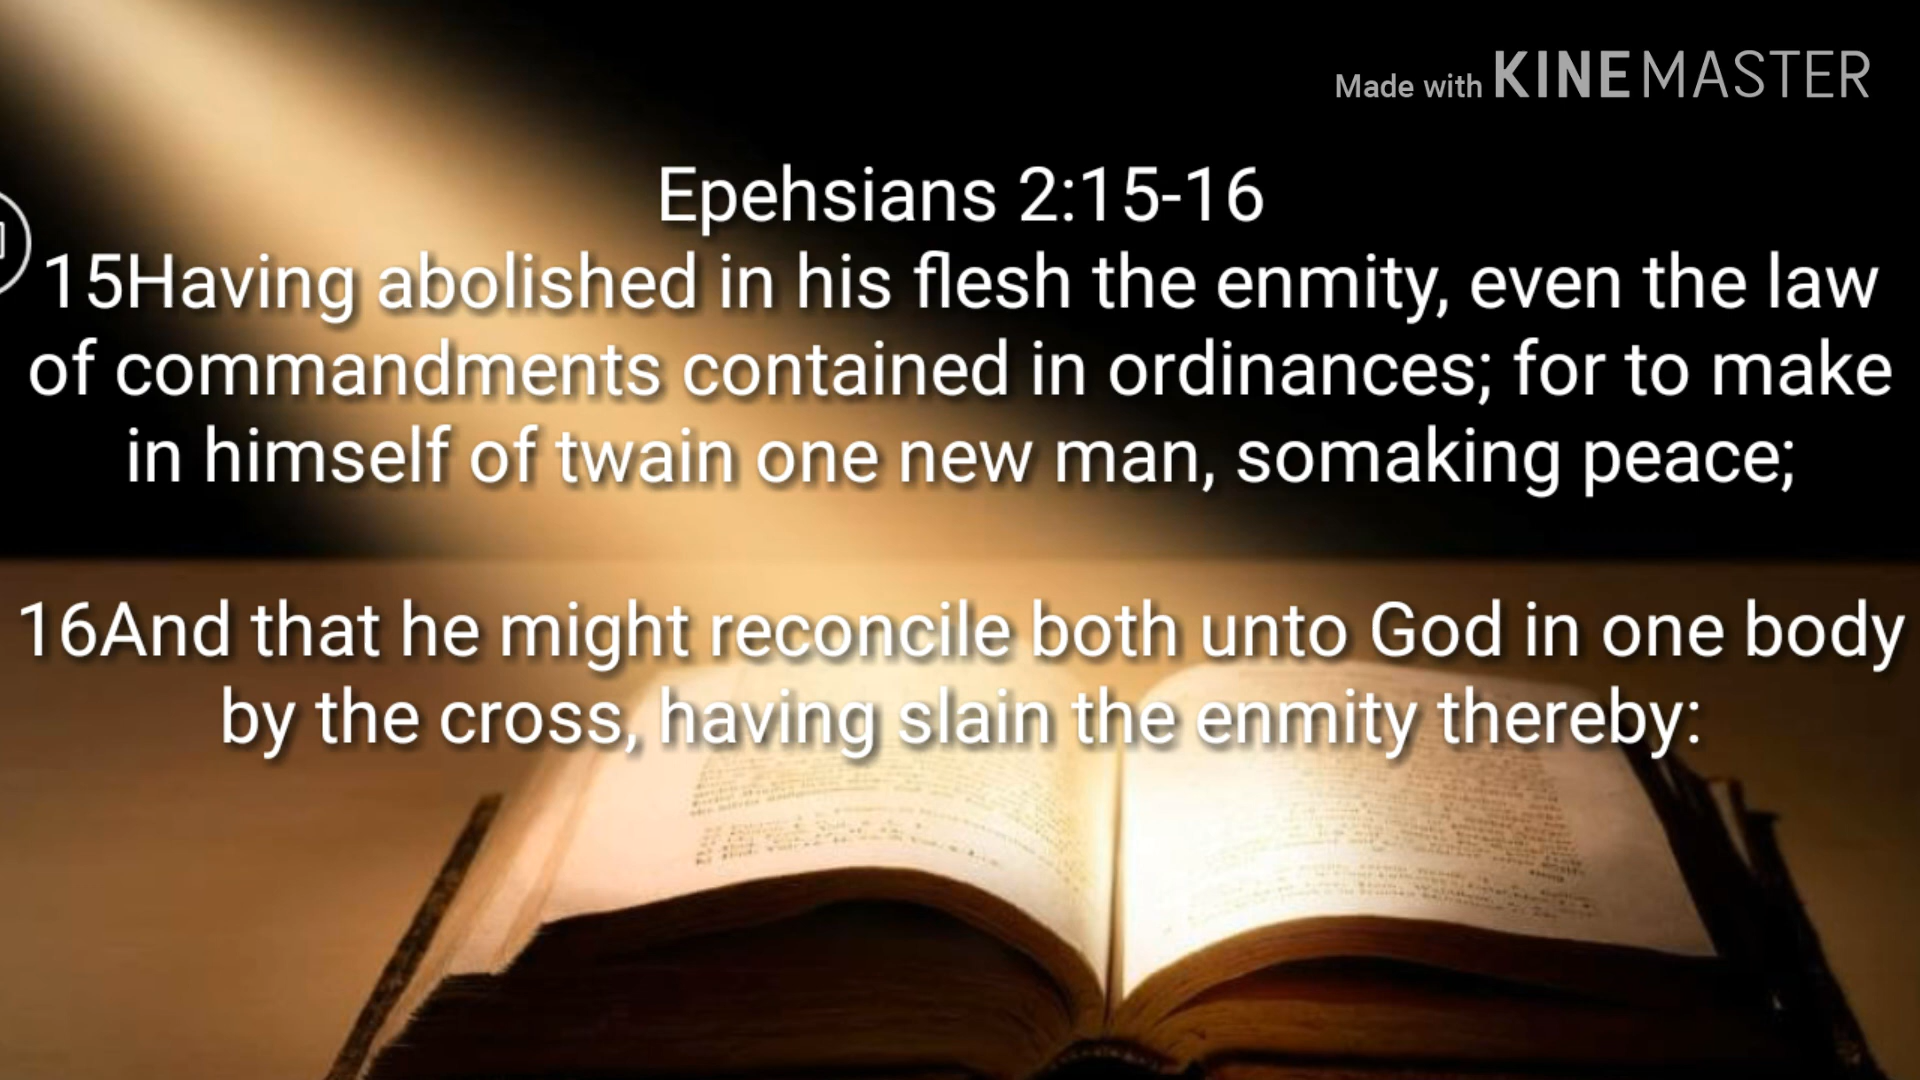 Made with KINEMASTER
Epehsians 2:15-16
15Having abolished in his flesh the enmity, even the law
of commandments contained in ordinances; for to make
in himself of twain one new man, somaking peace;
16And that he might reconcile both unto God in one body
by the cross, having slain the enmity thereby: